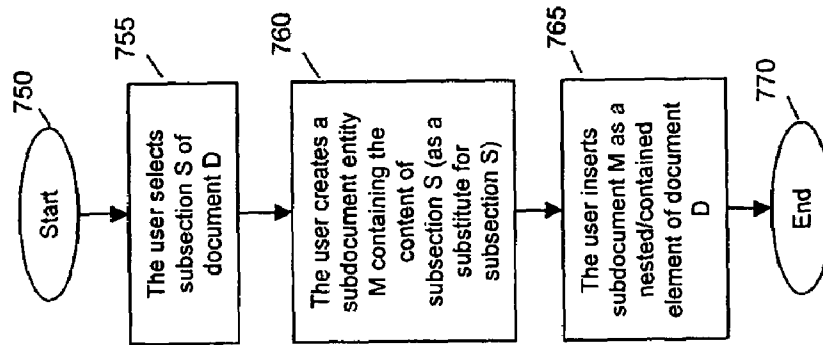 750
Start
755
The user selects
subsection S of
document D
760
The user creates a
subdocument entity
M containing the
content of
subsection S (as a
substitute for
subsection S)
765
The user inserts
subdocument M as a
nested/contained
element of document
D
770
End